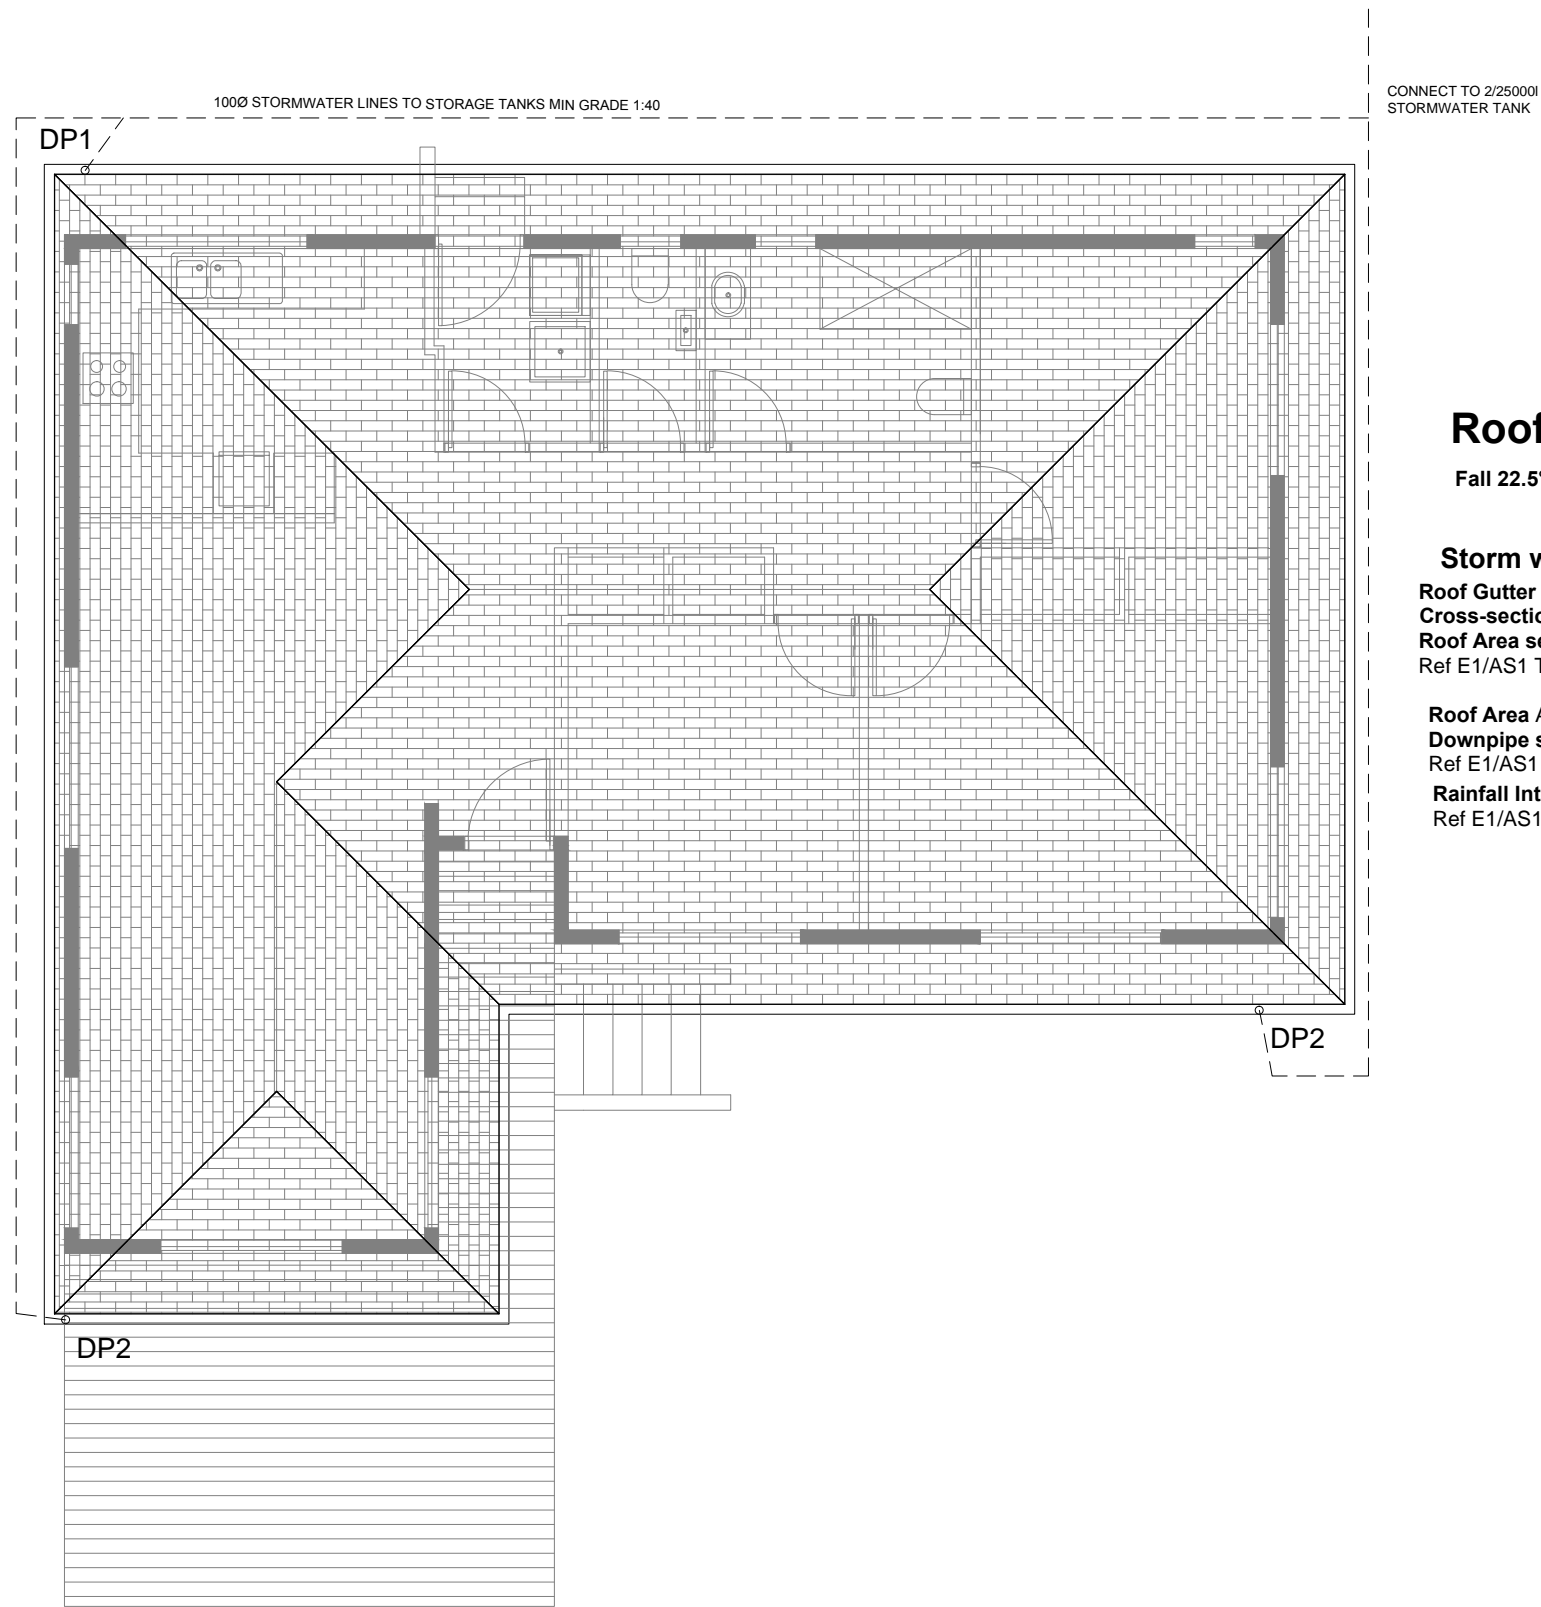 100Ø STORMWATER LINES TO STORAGE TANKS MIN GRADE 1:40
CONNECT TO 2/25000l
STORMWATER TANK
DP1
Roof
Fall 22.5°
Storm w
Roof Gutter
Cross-sectio
Roof Area se
Ref E1/AS1 T
Roof Area A
Downpipe s
Ref E1/AS1
Rainfall Int
Ref E1/AS1
DP2
DP2